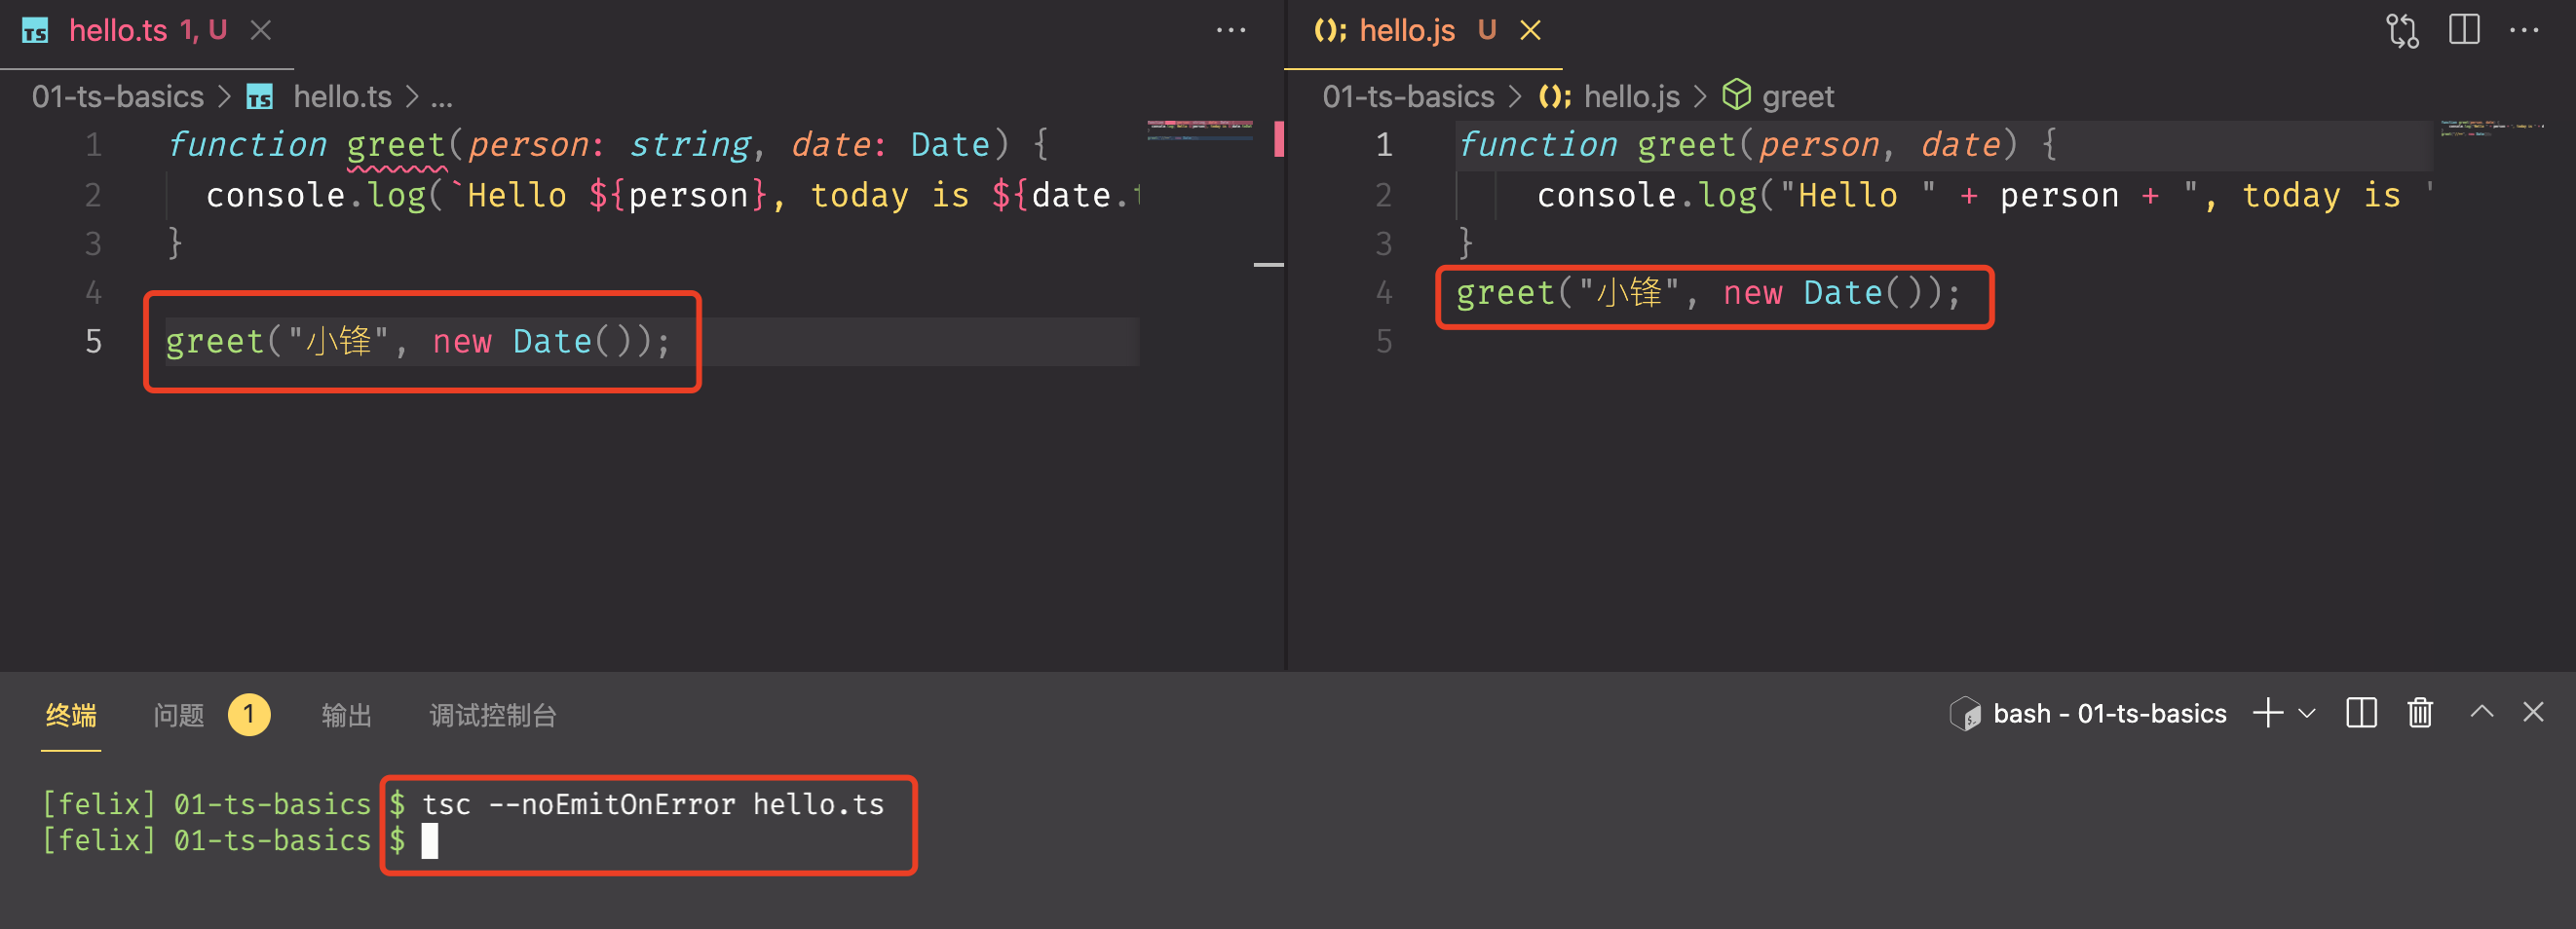 hello.ts 1, U
01-ts-basics > hello.ts > ...
1 function greet(person: string, date: Date) {
2 console.log(`Hello ${person}, today is ${date.
3 }
4
5 greet("小锋", new Date());
hello.js U
01-ts-basics > hello.js > greet
1 function greet(person, date) {
2 console.log("Hello " + person + ", today is "
3 }
4 greet("小锋", new Date());
5
终端 问题 1 输出 调试控制台
bash - 01-ts-basics
[felix] 01-ts-basics $ tsc --noEmitOnError hello.ts
[felix] 01-ts-basics $